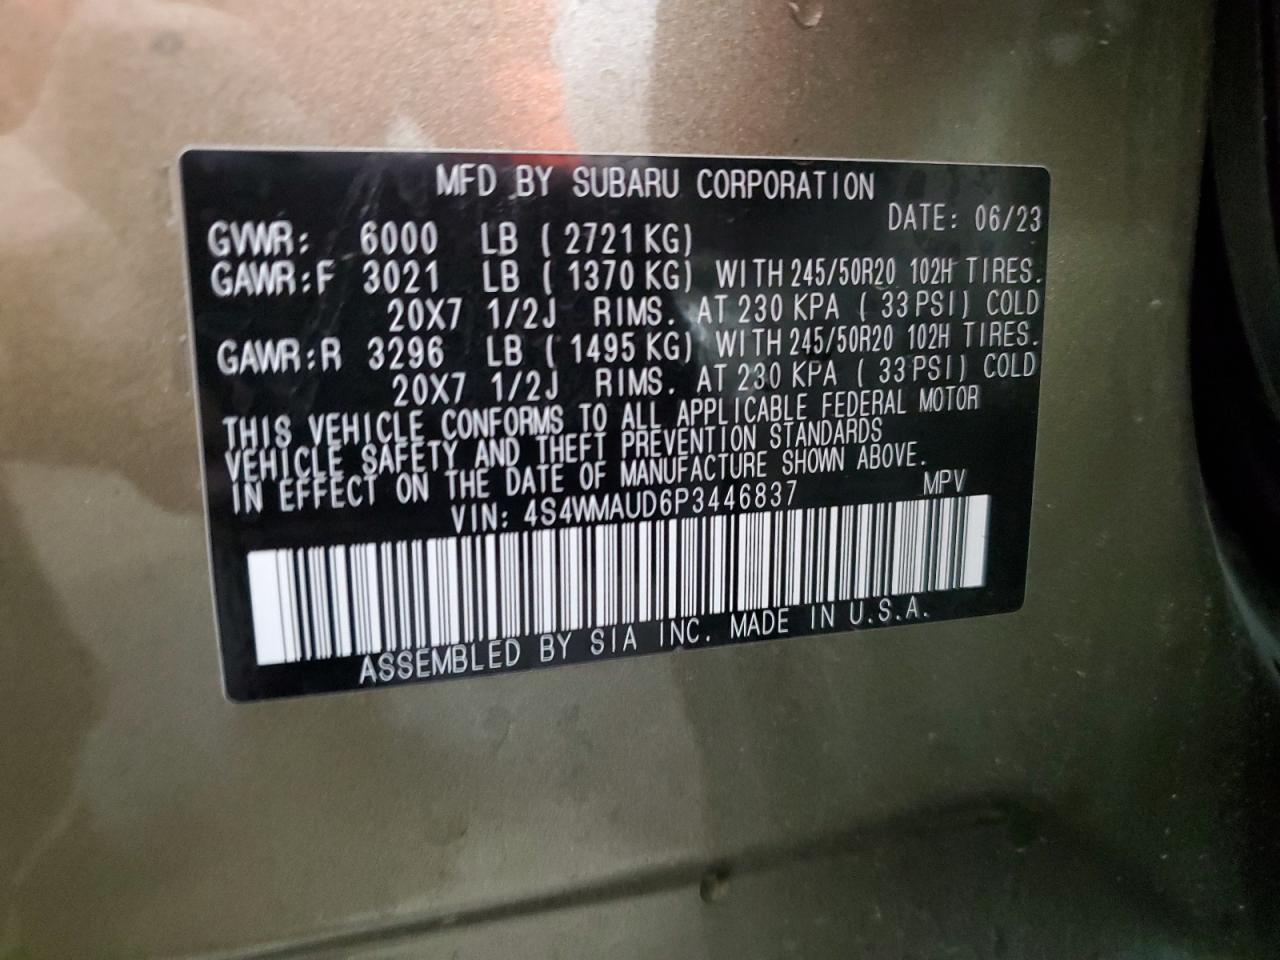 MFD BY SUBARU CORPORATION
DATE: 06/23
GVWR: 6000 LB ( 2721 KG)
GAWR:F 3021 LB ( 1370 KG) WITH 245/50R20 102H TIRES.
20X7 1/2J RIMS. AT 230 KPA ( 33 PSI) COLD
GAWR:R 3296 LB ( 1495 KG) WITH 245/50R20 102H TIRES.
20X7 1/2J RIMS. AT 230 KPA ( 33 PSI) COLD
THIS VEHICLE CONFORMS TO ALL APPLICABLE FEDERAL MOTOR
VEHICLE SAFETY AND THEFT PREVENTION STANDARDS
IN EFFECT ON THE DATE OF MANUFACTURE SHOWN ABOVE.
VIN: 4S4WMAUD6P3446837 MPV
ASSEMBLED BY SIA INC. MADE IN U.S.A.